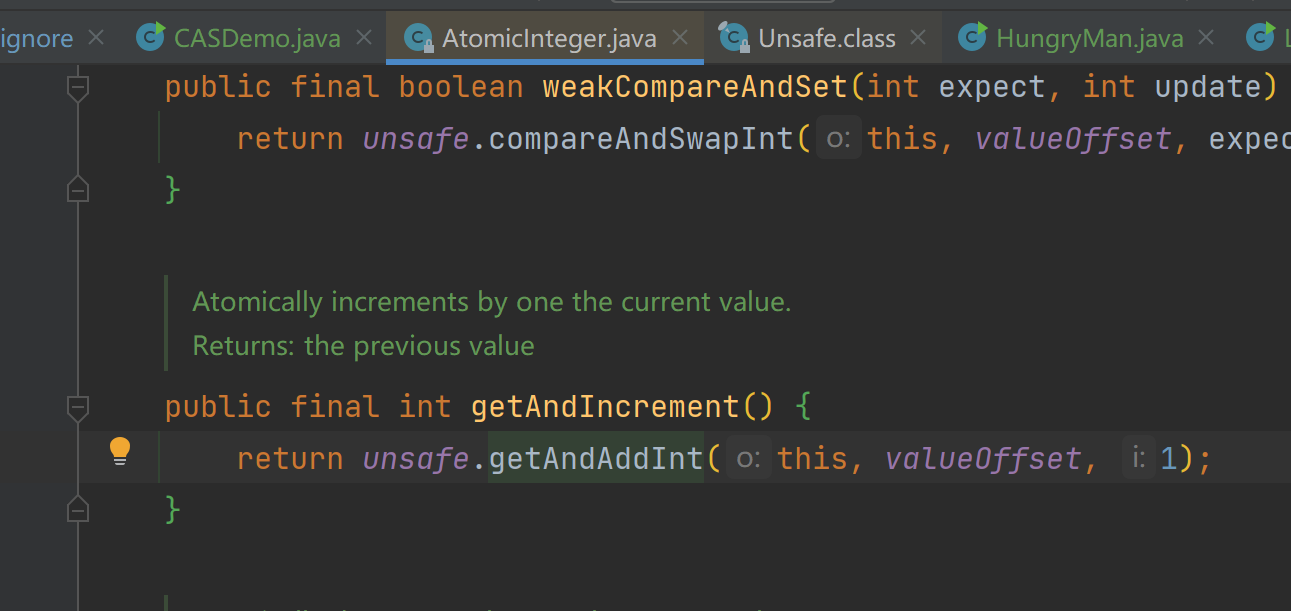 ignore CASDemo.java AtomicInteger.java Unsafe.class HungryMan.java
public final boolean weakCompareAndSet(int expect, int update)
return unsafe.compareAndSwapInt( o: this, valueOffset, expec
}
Atomically increments by one the current value.
Returns: the previous value
public final int getAndIncrement() {
return unsafe.getAndAddInt( o: this, valueOffset, i: 1);
}